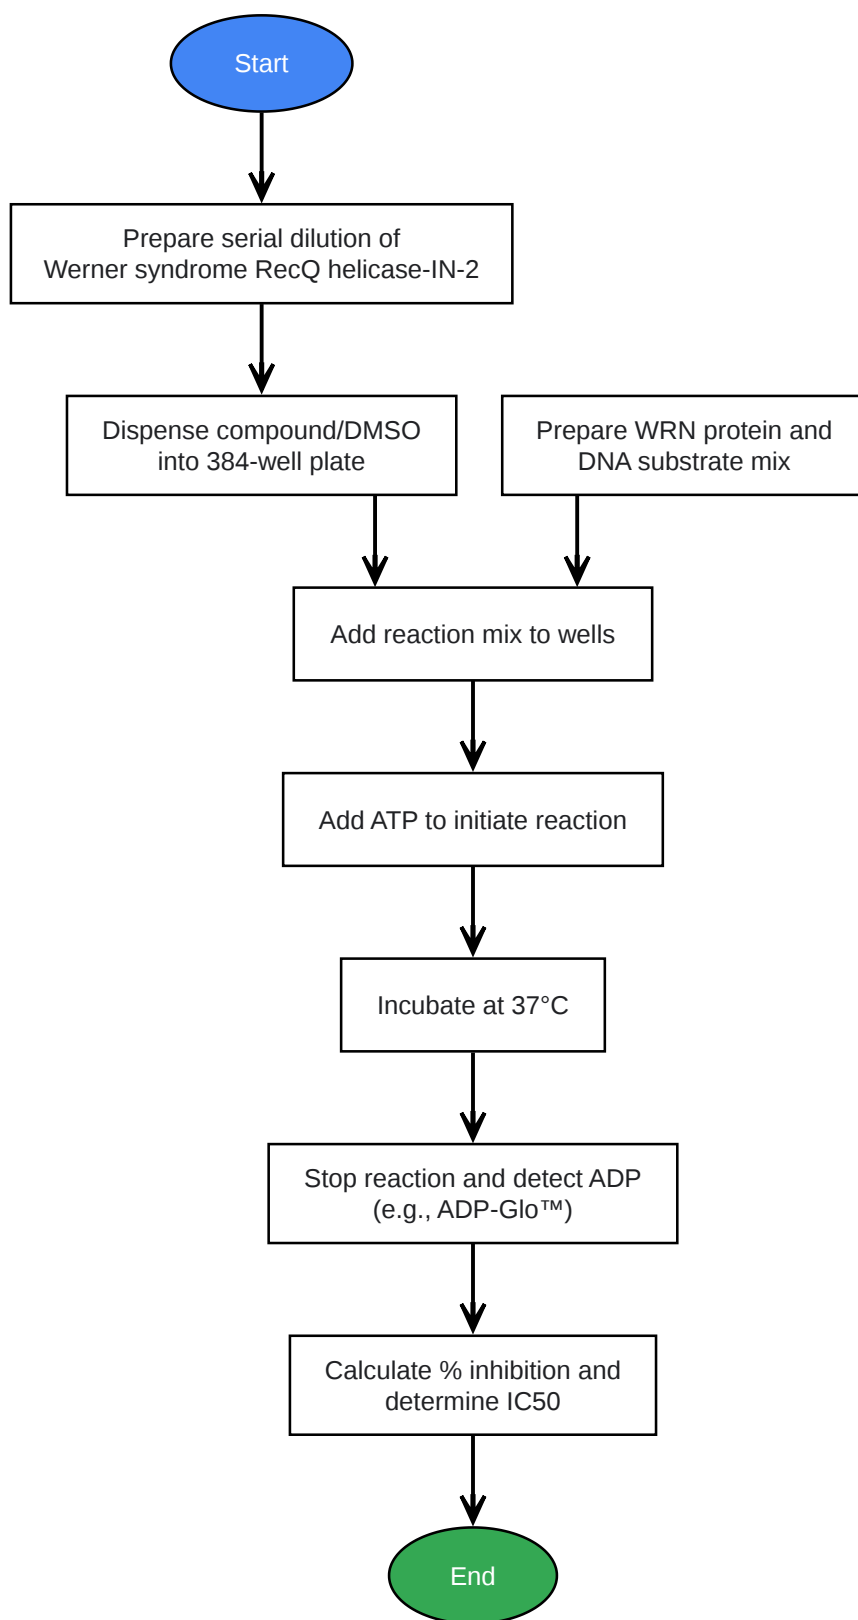 Start
Prepare serial dilution of
Werner syndrome RecQ helicase-IN-2
Dispense compound/DMSO
into 384-well plate
Prepare WRN protein and
DNA substrate mix
Add reaction mix to wells
Add ATP to initiate reaction
Incubate at 37°C
Stop reaction and detect ADP
(e.g., ADP-Glo™)
Calculate % inhibition and
determine IC50
End